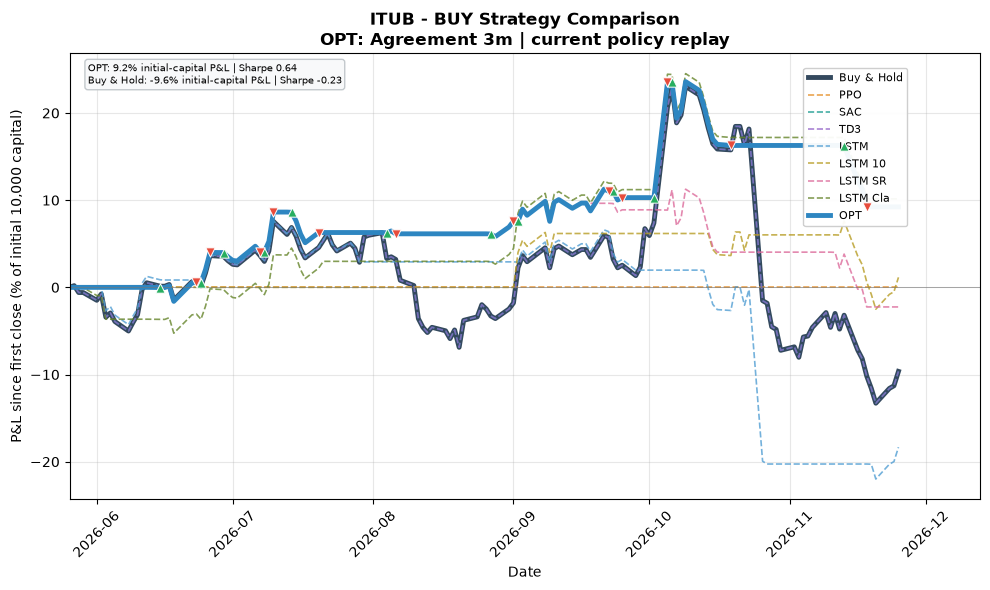 ITUB - BUY Strategy Comparison
OPT: Agreement 3m | current policy replay
OPT: 9.2% initial-capital P&L | Sharpe 0.64
Buy & Hold: -9.6% initial-capital P&L | Sharpe -0.23
Buy & Hold
PPO
SAC
TD3
LSTM
LSTM 10
LSTM SR
LSTM Cla
OPT
P&L since first close (% of initial 10,000 capital)
20
10
0
−10
−20
2026-06
2026-07
2026-08
2026-09
2026-10
2026-11
2026-12
Date